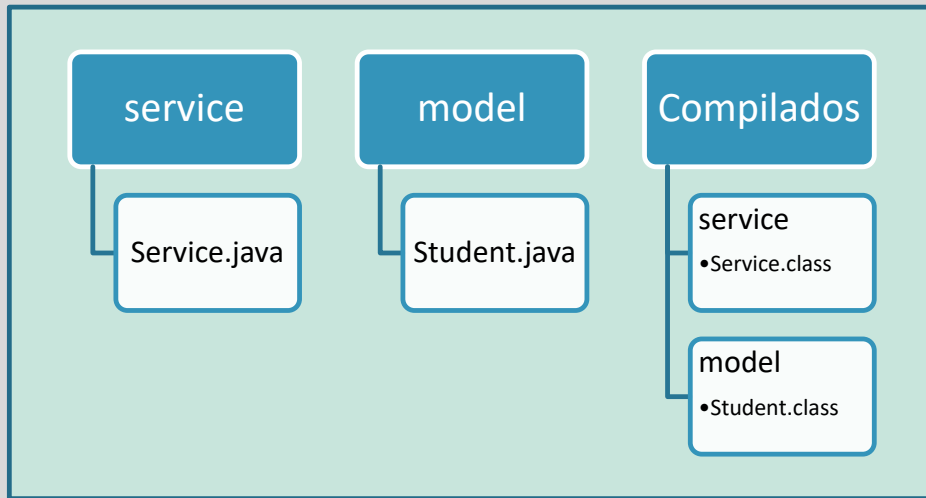 service
Service.java
model
Student.java
Compilados
service
•Service.class
model
•Student.class